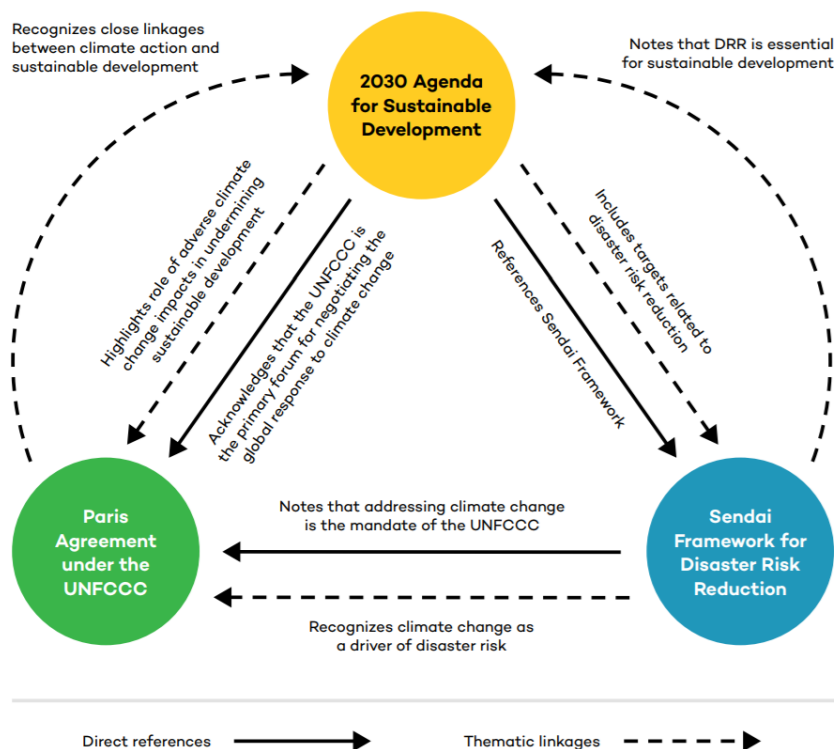 Recognizes close linkages
between climate action and
sustainable development
2030 Agenda
for Sustainable
Development
Notes that DRR is essential
for sustainable development
Highlights role of adverse climate
change impacts in undermining
sustainable development
Acknowledges that the UNFCCC is
the primary forum for negotiating the
global response to climate change
References Sendai Framework
Includes targets related to
disaster risk reduction
Paris
Agreement
under the
UNFCCC
Notes that addressing climate change
is the mandate of the UNFCCC
Recognizes climate change as
a driver of disaster risk
Sendai
Framework for
Disaster Risk
Reduction
Direct references
Thematic linkages